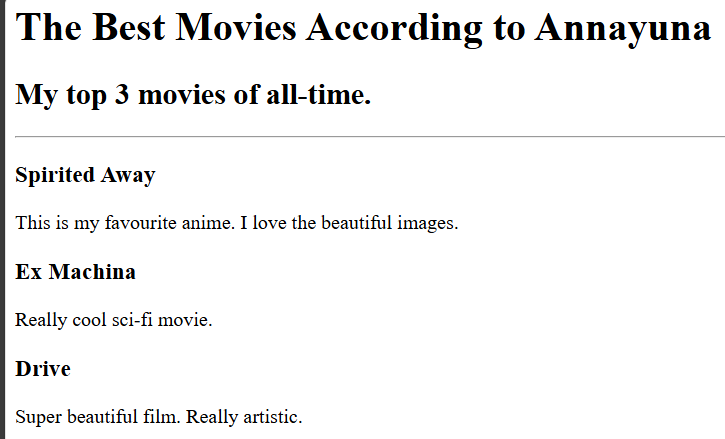 The Best Movies According to Annayuna
My top 3 movies of all-time.
Spirited Away
This is my favourite anime. I love the beautiful images.
Ex Machina
Really cool sci-fi movie.
Drive
Super beautiful film. Really artistic.